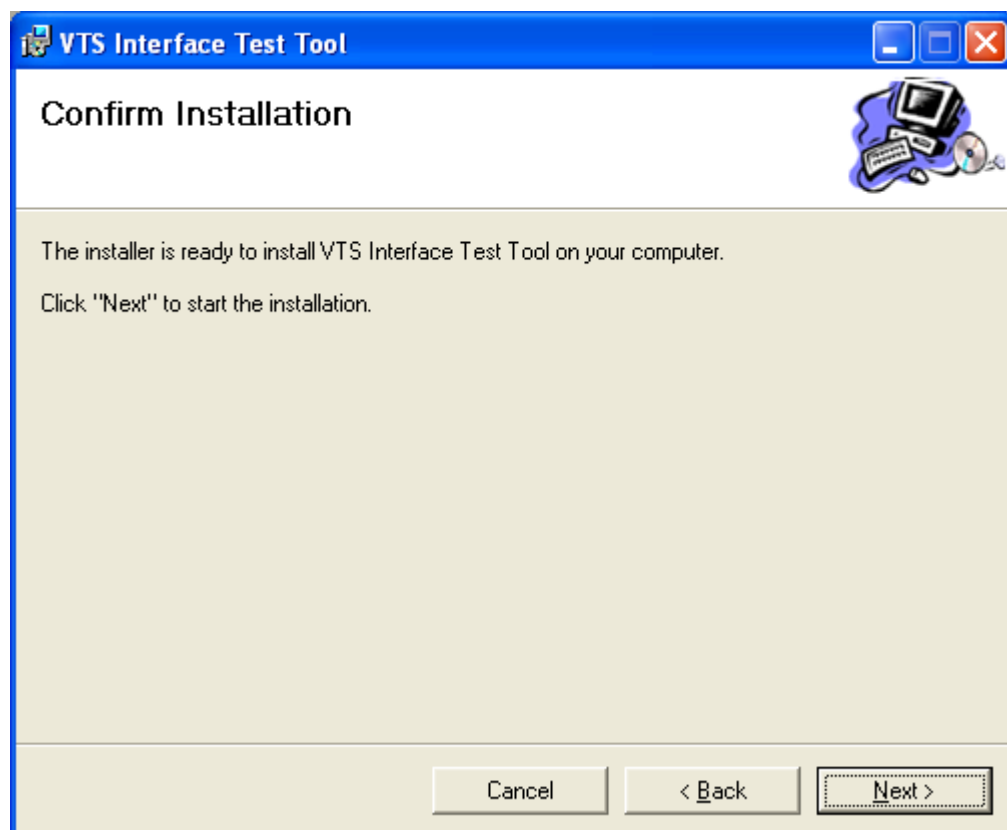 VTS Interface Test Tool
Confirm Installation
The installer is ready to install VTS Interface Test Tool on your computer.
Click "Next" to start the installation.
Cancel
< Back
Next >